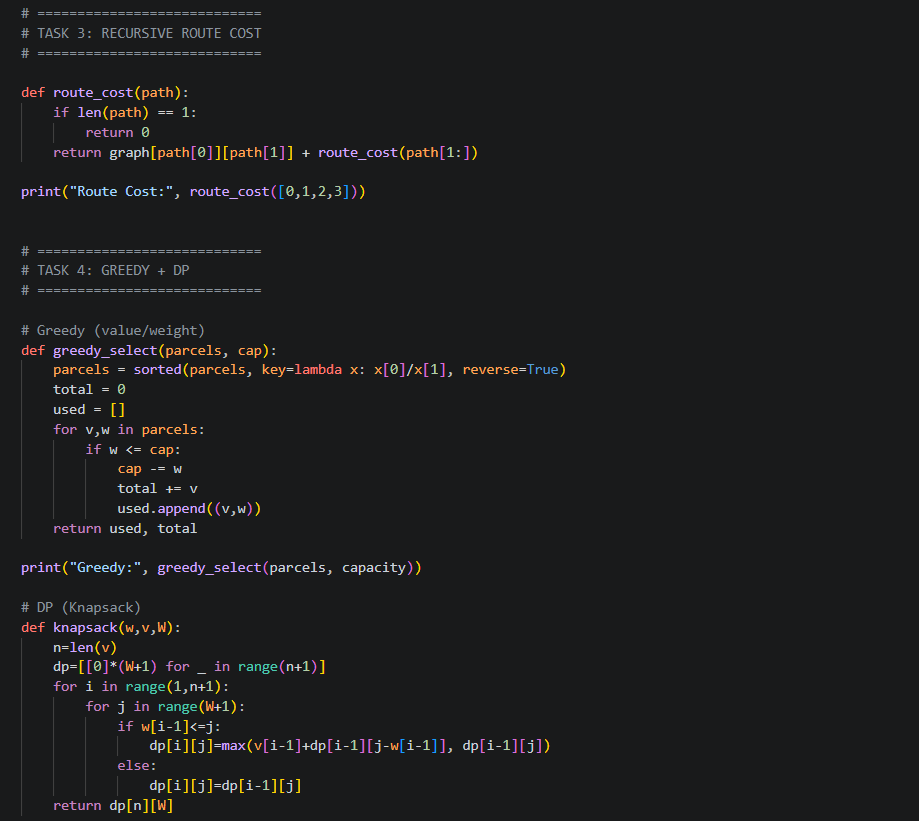 # ============================
# TASK 3: RECURSIVE ROUTE COST
# ============================
def route_cost(path):
    if len(path) == 1:
        return 0
    return graph[path[0]][path[1]] + route_cost(path[1:])
print("Route Cost:", route_cost([0,1,2,3]))
# ============================
# TASK 4: GREEDY + DP
# ============================
# Greedy (value/weight)
def greedy_select(parcels, cap):
    parcels = sorted(parcels, key=lambda x: x[0]/x[1], reverse=True)
    total = 0
    used = []
    for v,w in parcels:
        if w <= cap:
            cap -= w
            total += v
            used.append((v,w))
    return used, total
print("Greedy:", greedy_select(parcels, capacity))
# DP (Knapsack)
def knapsack(w,v,W):
    n=len(v)
    dp=[[0]*(W+1) for _ in range(n+1)]
    for i in range(1,n+1):
        for j in range(W+1):
            if w[i-1]<=j:
                dp[i][j]=max(v[i-1]+dp[i-1][j-w[i-1]], dp[i-1][j])
            else:
                dp[i][j]=dp[i-1][j]
    return dp[n][W]